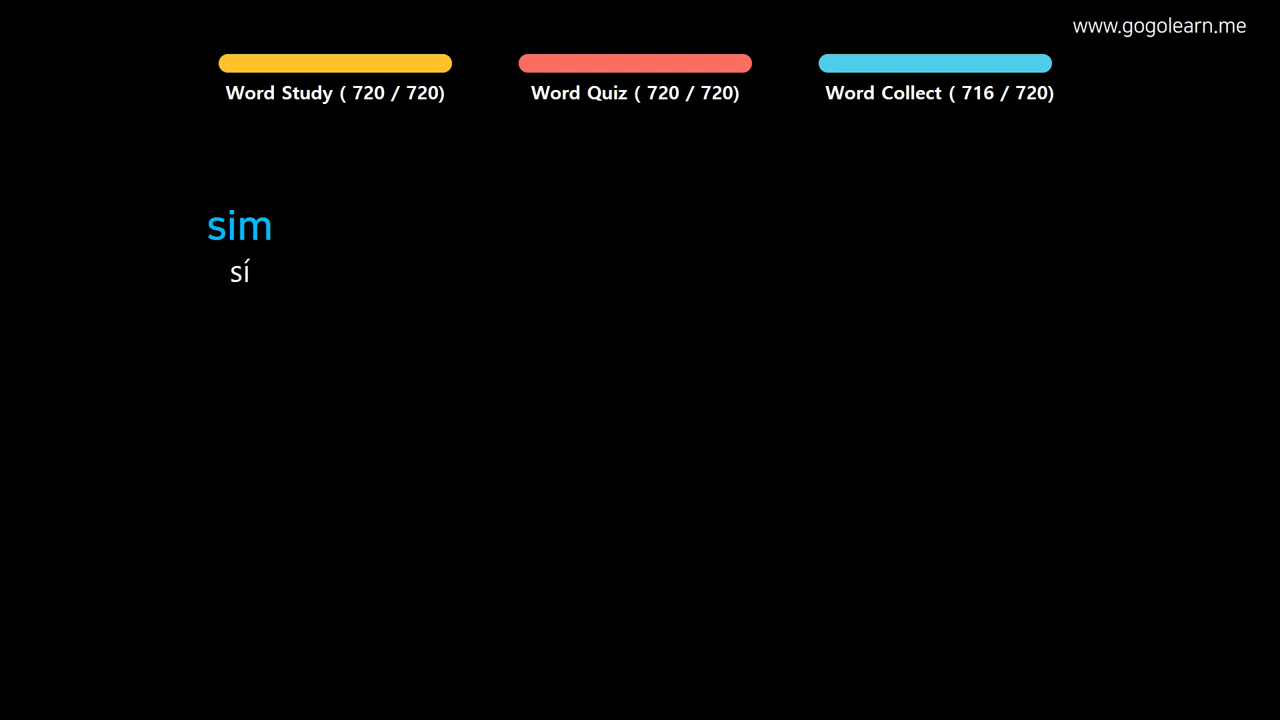 www.gogolearn.me
Word Study ( 720 / 720)
Word Quiz ( 720 / 720)
Word Collect ( 716 / 720)
sim
sí